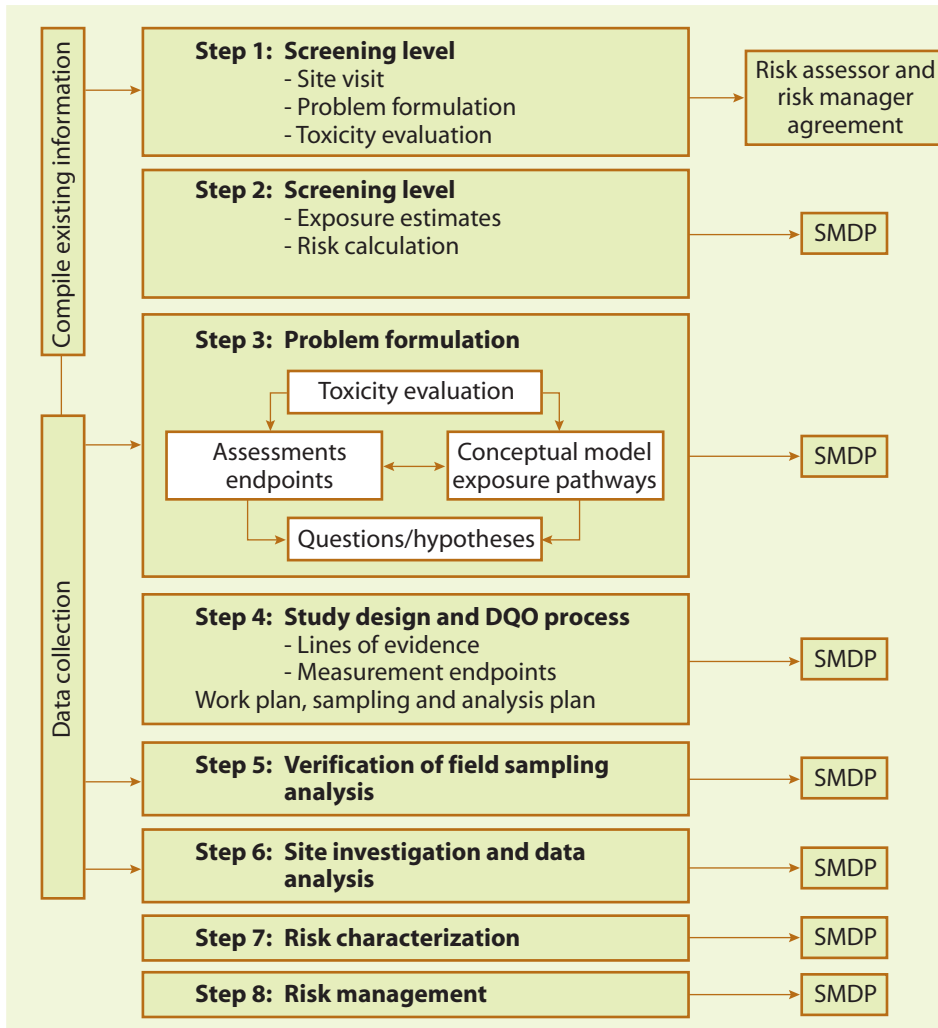 Compile existing information
Step 1: Screening level
- Site visit
- Problem formulation
- Toxicity evaluation
Risk assessor and
risk manager
agreement
Step 2: Screening level
- Exposure estimates
- Risk calculation
SMDP
Data collection
Step 3: Problem formulation
Toxicity evaluation
Assessments
endpoints
Conceptual model
exposure pathways
Questions/hypotheses
SMDP
Step 4: Study design and DQO process
- Lines of evidence
- Measurement endpoints
Work plan, sampling and analysis plan
SMDP
Step 5: Verification of field sampling
analysis
SMDP
Step 6: Site investigation and data
analysis
SMDP
Step 7: Risk characterization
SMDP
Step 8: Risk management
SMDP